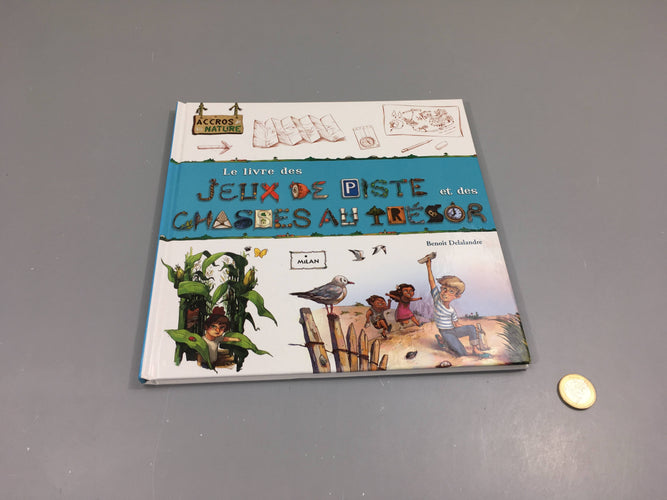 ACCROS
NATURE
Le livre des
JEUX DE PISTE et des
CHASSES AU TRÉSOR
Benoît Delalandre
MILAN